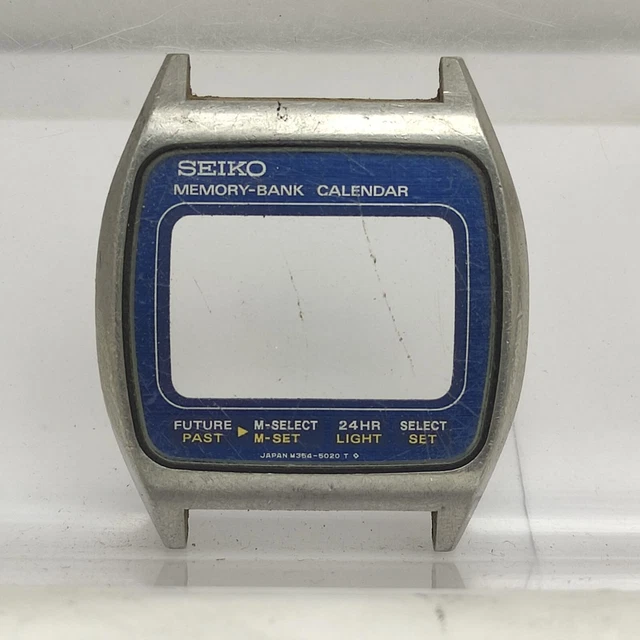 SEIKO
MEMORY-BANK CALENDAR
FUTURE ▶ M-SELECT 24HR SELECT
PAST M-SET LIGHT SET
JAPAN M354-5020 T